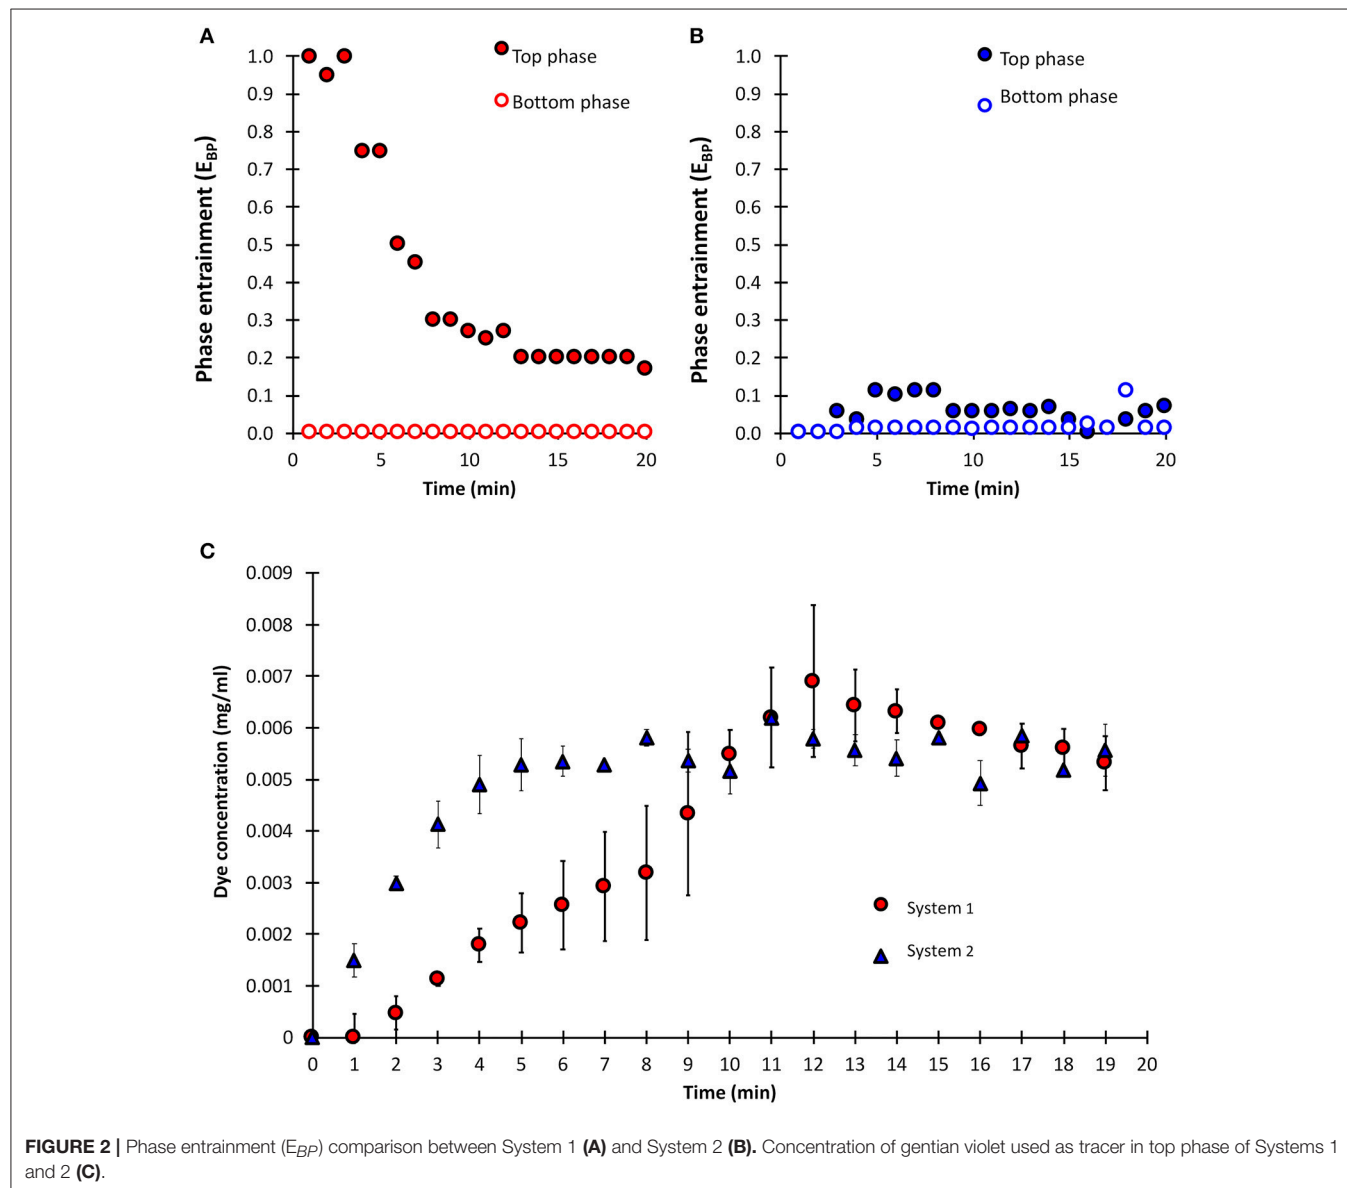 A
Top phase
Bottom phase
Phase entrainment (EBP)
1.0
0.9
0.8
0.7
0.6
0.5
0.4
0.3
0.2
0.1
0.0
0 5 10 15 20
Time (min)
B
Top phase
Bottom phase
Phase entrainment (EBP)
1.0
0.9
0.8
0.7
0.6
0.5
0.4
0.3
0.2
0.1
0.0
0 5 10 15 20
Time (min)
C
Dye concentration (mg/ml)
0.009
0.008
0.007
0.006
0.005
0.004
0.003
0.002
0.001
0
System 1
System 2
0 1 2 3 4 5 6 7 8 9 10 11 12 13 14 15 16 17 18 19 20
Time (min)
FIGURE 2 | Phase entrainment (EBP) comparison between System 1 (A) and System 2 (B). Concentration of gentian violet used as tracer in top phase of Systems 1
and 2 (C).